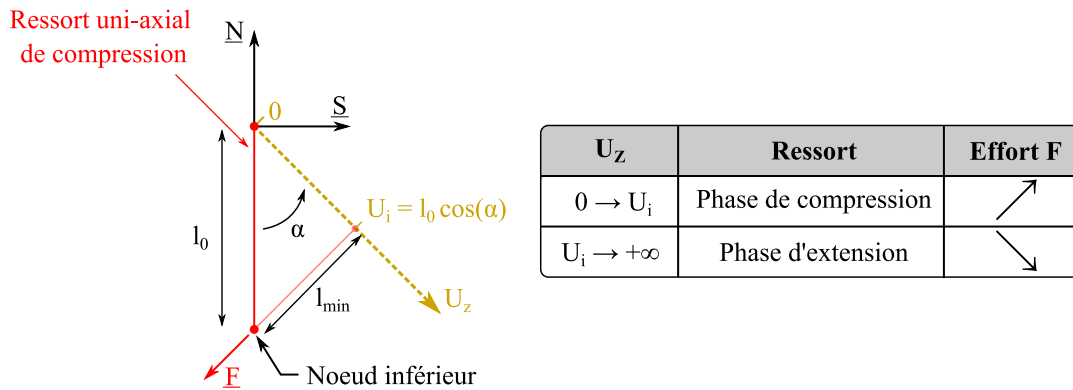 Ressort uni-axial
de compression
N
0
S
l0
α
Ui = l0 cos(α)
lmin
Uz
F
Noeud inférieur
Uz Ressort Effort F
0 → Ui Phase de compression ↗
Ui → +∞ Phase d'extension ↘